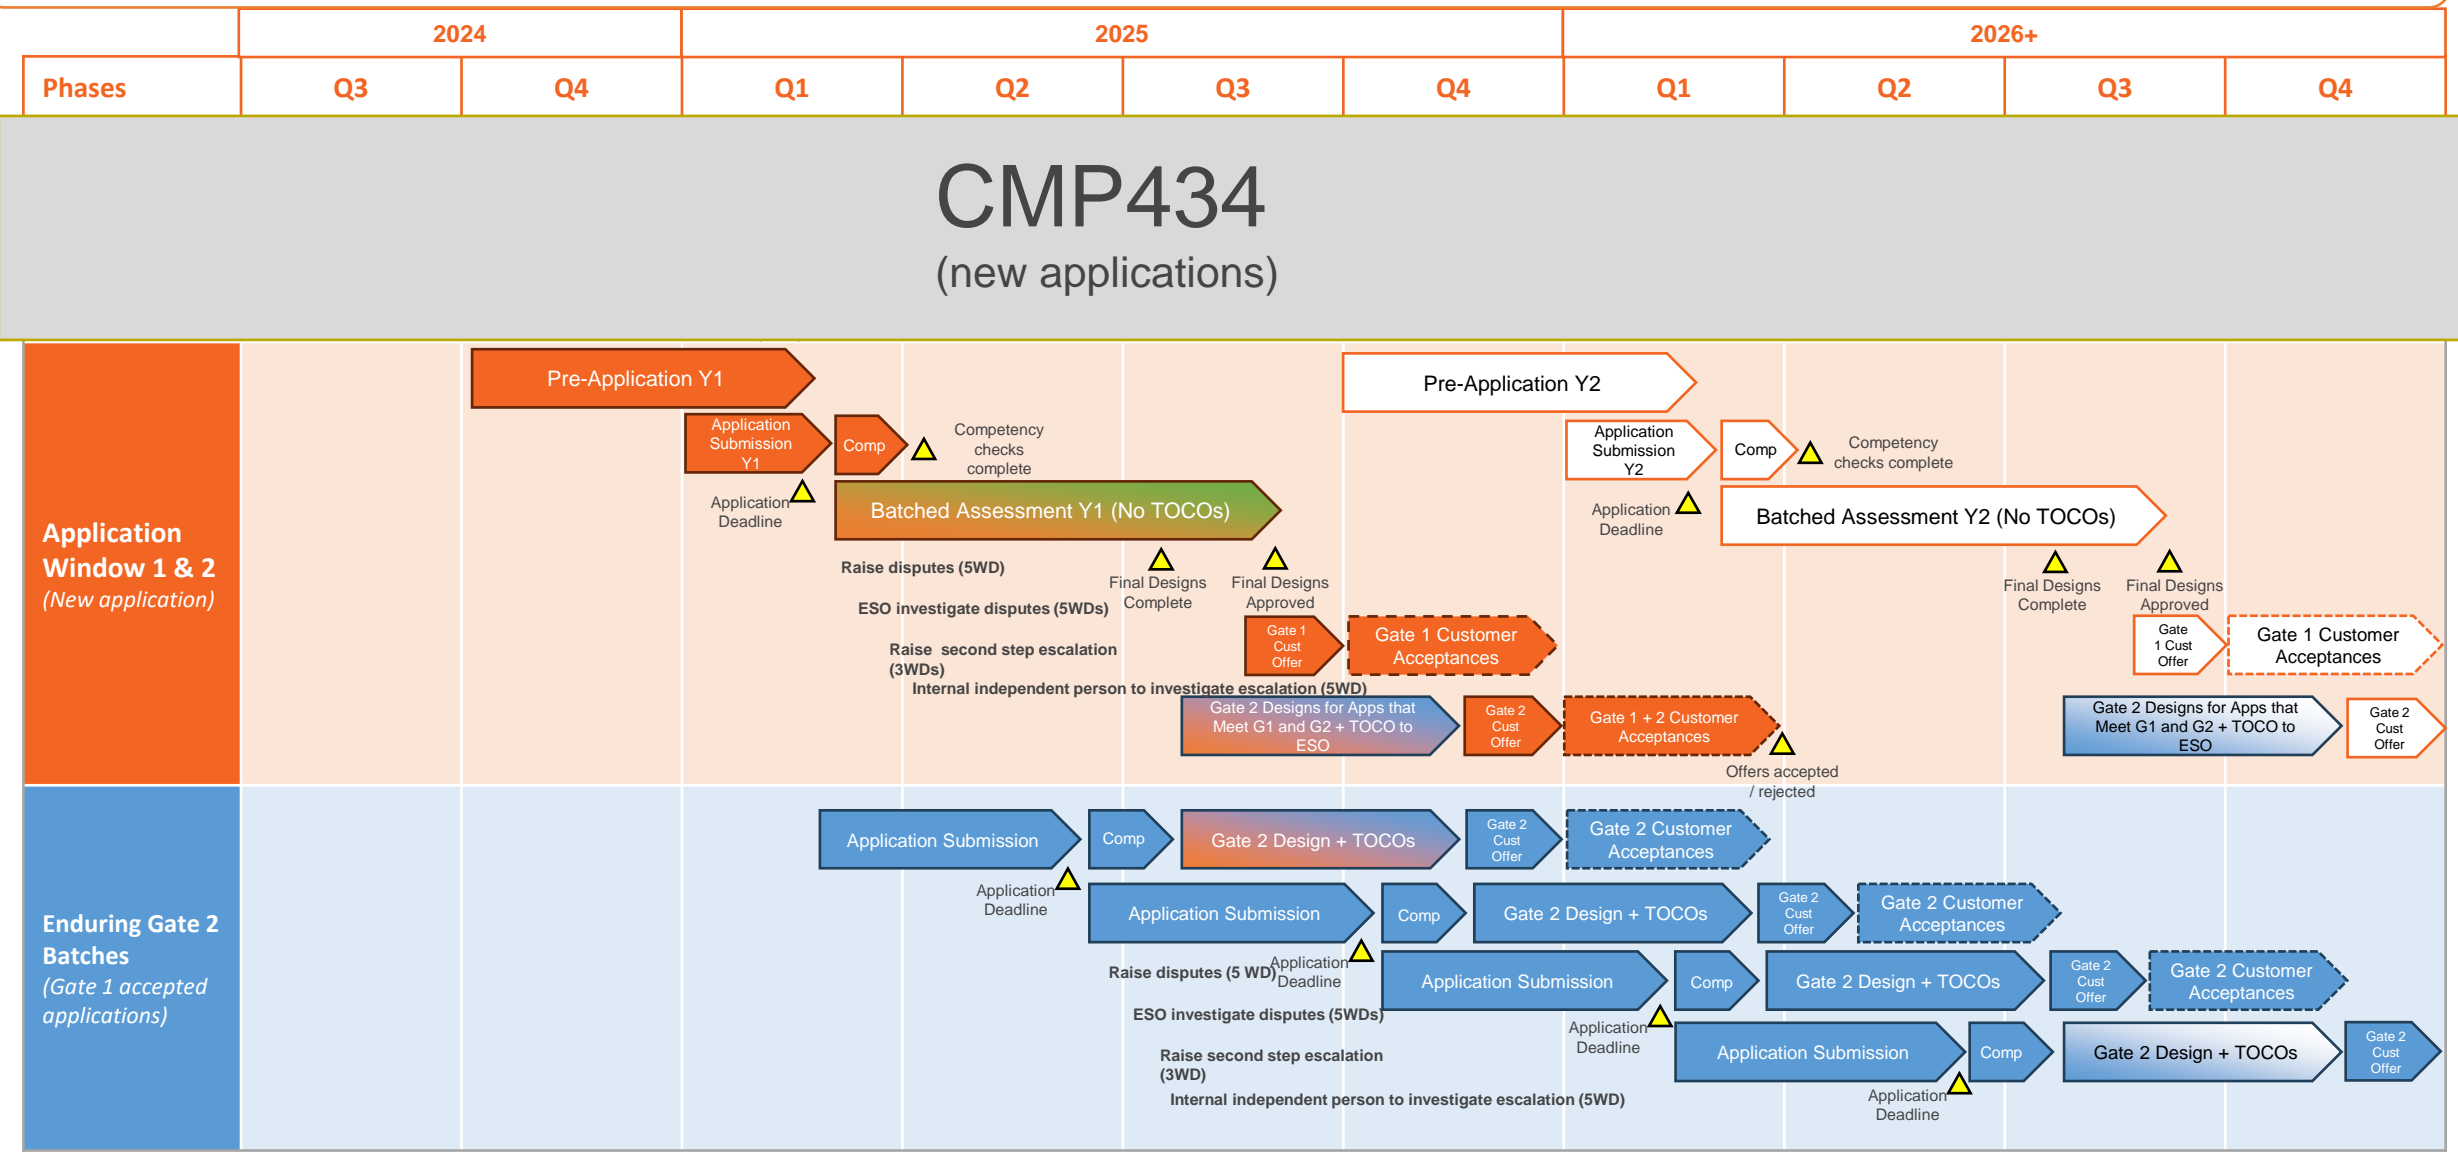 2024
2025
2026+
Phases
Q3
Q4
Q1
Q2
Q3
Q4
Q1
Q2
Q3
Q4
CMP434
(new applications)
Application
Window 1 & 2
(New application)
Pre-Application Y1
Pre-Application Y2
Application
Submission
Y1
Comp
Competency
checks
complete
Application
Submission
Y2
Comp
Competency
checks complete
Application
Deadline
Batched Assessment Y1 (No TOCOs)
Application
Deadline
Batched Assessment Y2 (No TOCOs)
Raise disputes (5WD)
Final Designs
Complete
Final Designs
Approved
Final Designs
Complete
Final Designs
Approved
ESO investigate disputes (5WDs)
Raise second step escalation
(3WDs)
Gate 1
Cust
Offer
Gate 1 Customer
Acceptances
Gate
1 Cust
Offer
Gate 1 Customer
Acceptances
Internal independent person to investigate escalation (5WD)
Gate 2 Designs for Apps that
Meet G1 and G2 + TOCO to
ESO
Gate 2
Cust
Offer
Gate 1 + 2 Customer
Acceptances
Offers accepted
/ rejected
Gate 2 Designs for Apps that
Meet G1 and G2 + TOCO to
ESO
Gate 2
Cust
Offer
Enduring Gate 2
Batches
(Gate 1 accepted
applications)
Application Submission
Comp
Gate 2 Design + TOCOs
Gate 2
Cust
Offer
Gate 2 Customer
Acceptances
Application
Deadline
Application Submission
Comp
Gate 2 Design + TOCOs
Gate 2
Cust
Offer
Gate 2 Customer
Acceptances
Raise disputes (5 WD)
Application
Deadline
Application Submission
Comp
Gate 2 Design + TOCOs
Gate 2
Cust
Offer
Gate 2 Customer
Acceptances
ESO investigate disputes (5WDs)
Application
Deadline
Application Submission
Comp
Gate 2 Design + TOCOs
Gate 2
Cust
Offer
Raise second step escalation
(3WD)
Internal independent person to investigate escalation (5WD)
Application
Deadline